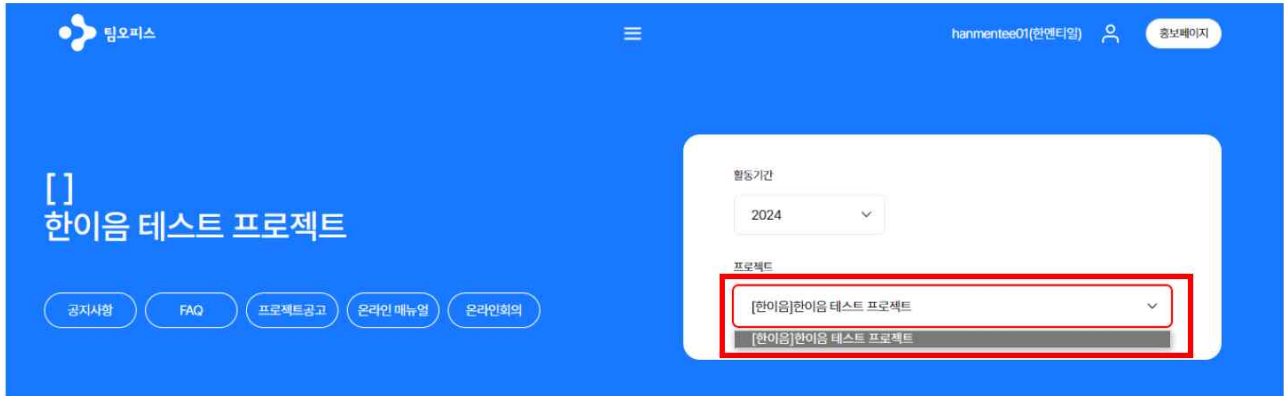 팀오피스
hanmentee01(한멘티일)
홍보페이지
[ ]
한이음 테스트 프로젝트
공지사항
FAQ
프로젝트공고
온라인 매뉴얼
온라인회의
활동기간
2024
프로젝트
[한이음]한이음 테스트 프로젝트
[한이음]한이음 테스트 프로젝트